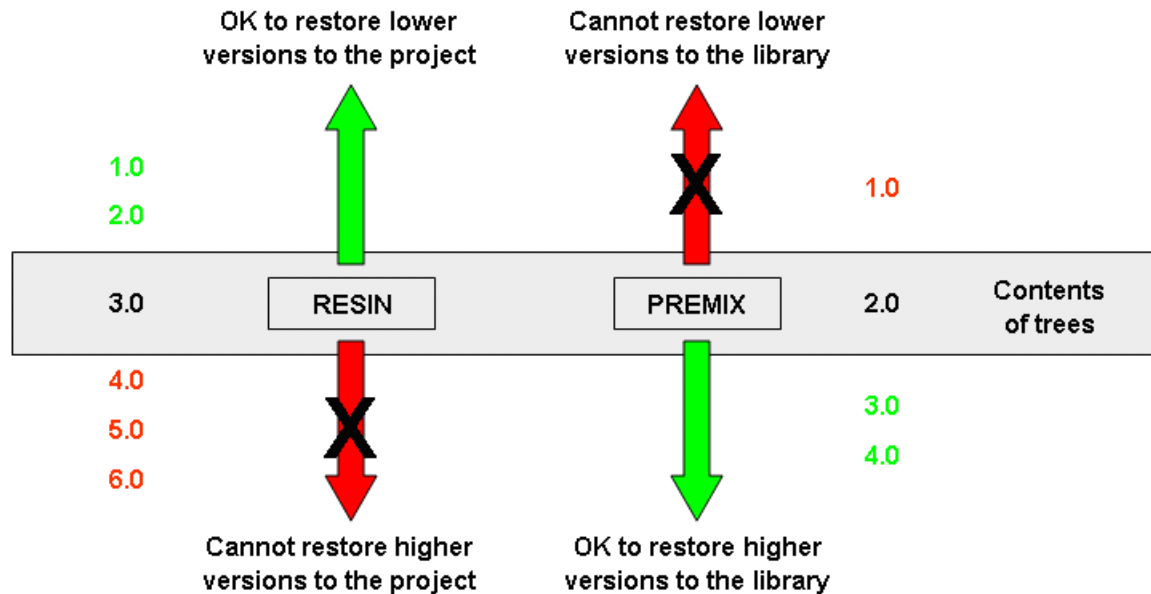 OK to restore lower
versions to the project
Cannot restore lower
versions to the library
1.0
2.0
1.0
X
3.0
RESIN
PREMIX
2.0
Contents
of trees
4.0
5.0
6.0
X
3.0
4.0
Cannot restore higher
versions to the project
OK to restore higher
versions to the library